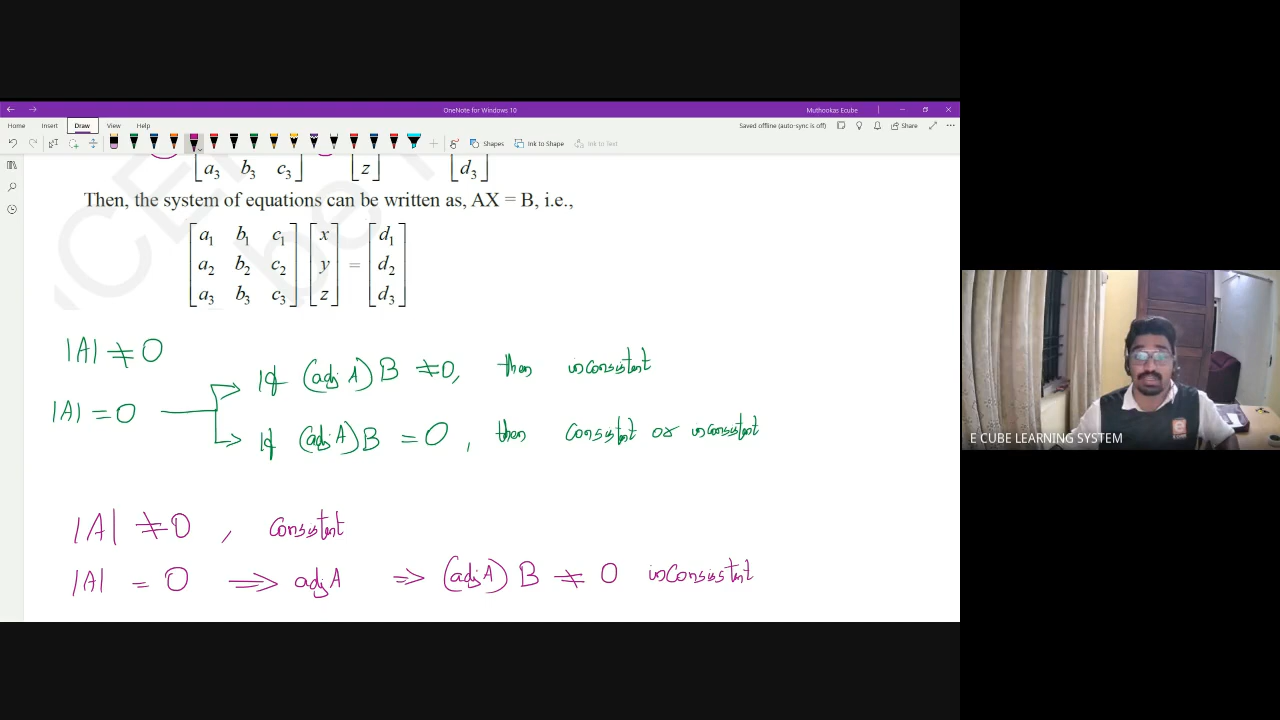 OneNote for Windows 10
Muthookas Ecube
Home Insert Draw View Help
Saved offline (auto-sync is off) Share
Shapes Ink to Shape Ink to Text
a₃ b₃ c₃ z d₃
Then, the system of equations can be written as, AX = B, i.e.,
a₁ b₁ c₁ x d₁
a₂ b₂ c₂ y = d₂
a₃ b₃ c₃ z d₃
|A| ≠ 0
If (adj A) B ≠ 0, then inconsistent
|A| = 0
If (adj A) B = 0, then consistent or inconsistent
|A| ≠ 0, Consistent
|A| = 0 ⇒ adj A ⇒ (adj A) B ≠ 0 inconsistent
E CUBE LEARNING SYSTEM